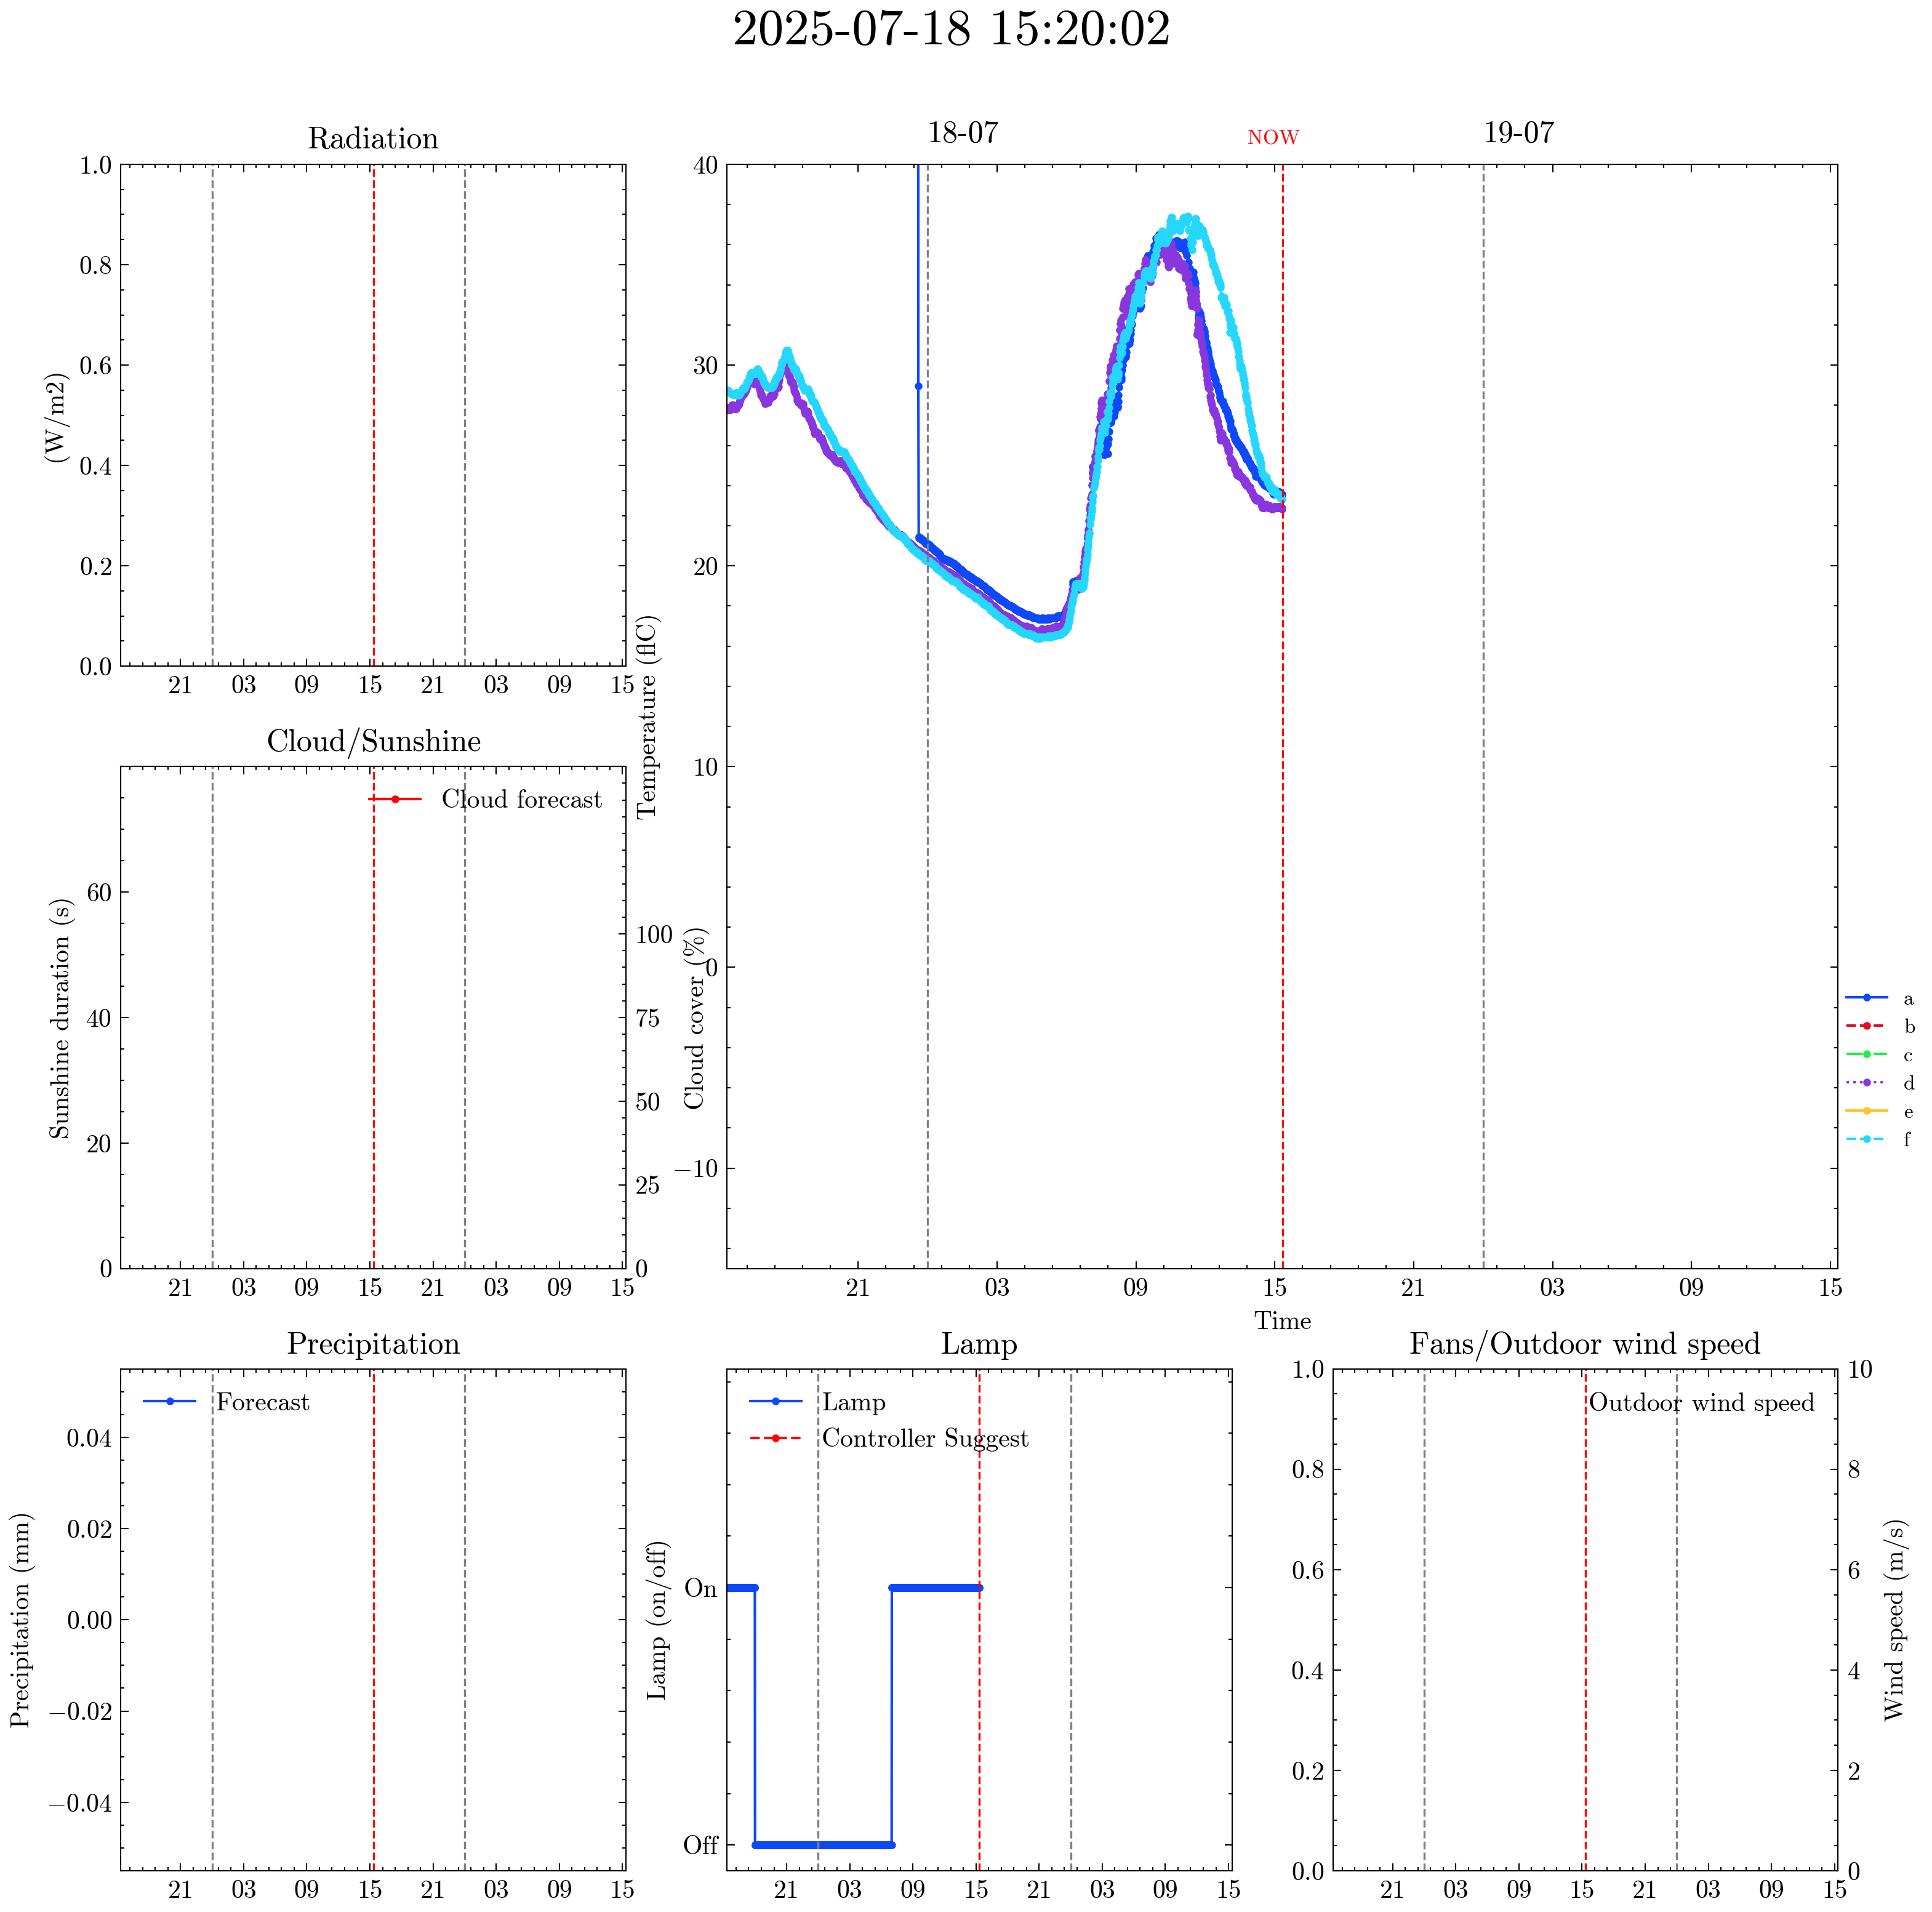 2025-07-18 15:20:02
Radiation
(W/m2)
1.0
0.8
0.6
0.4
0.2
0.0
21 03 09 15 21 03 09 15
18-07 NOW 19-07
Temperature (flC)
40
30
20
10
0
−10
21 03 09 15 21 03 09 15
Time
a
b
c
d
e
f
Cloud/Sunshine
Cloud forecast
Sunshine duration (s)
60
40
20
0
Cloud cover (%)
100
75
50
25
0
21 03 09 15 21 03 09 15
Precipitation
Forecast
Precipitation (mm)
0.04
0.02
0.00
−0.02
−0.04
21 03 09 15 21 03 09 15
Lamp
Lamp
Controller Suggest
Lamp (on/off)
On
Off
21 03 09 15 21 03 09 15
Fans/Outdoor wind speed
Outdoor wind speed
1.0
0.8
0.6
0.4
0.2
0.0
Wind speed (m/s)
10
8
6
4
2
0
21 03 09 15 21 03 09 15